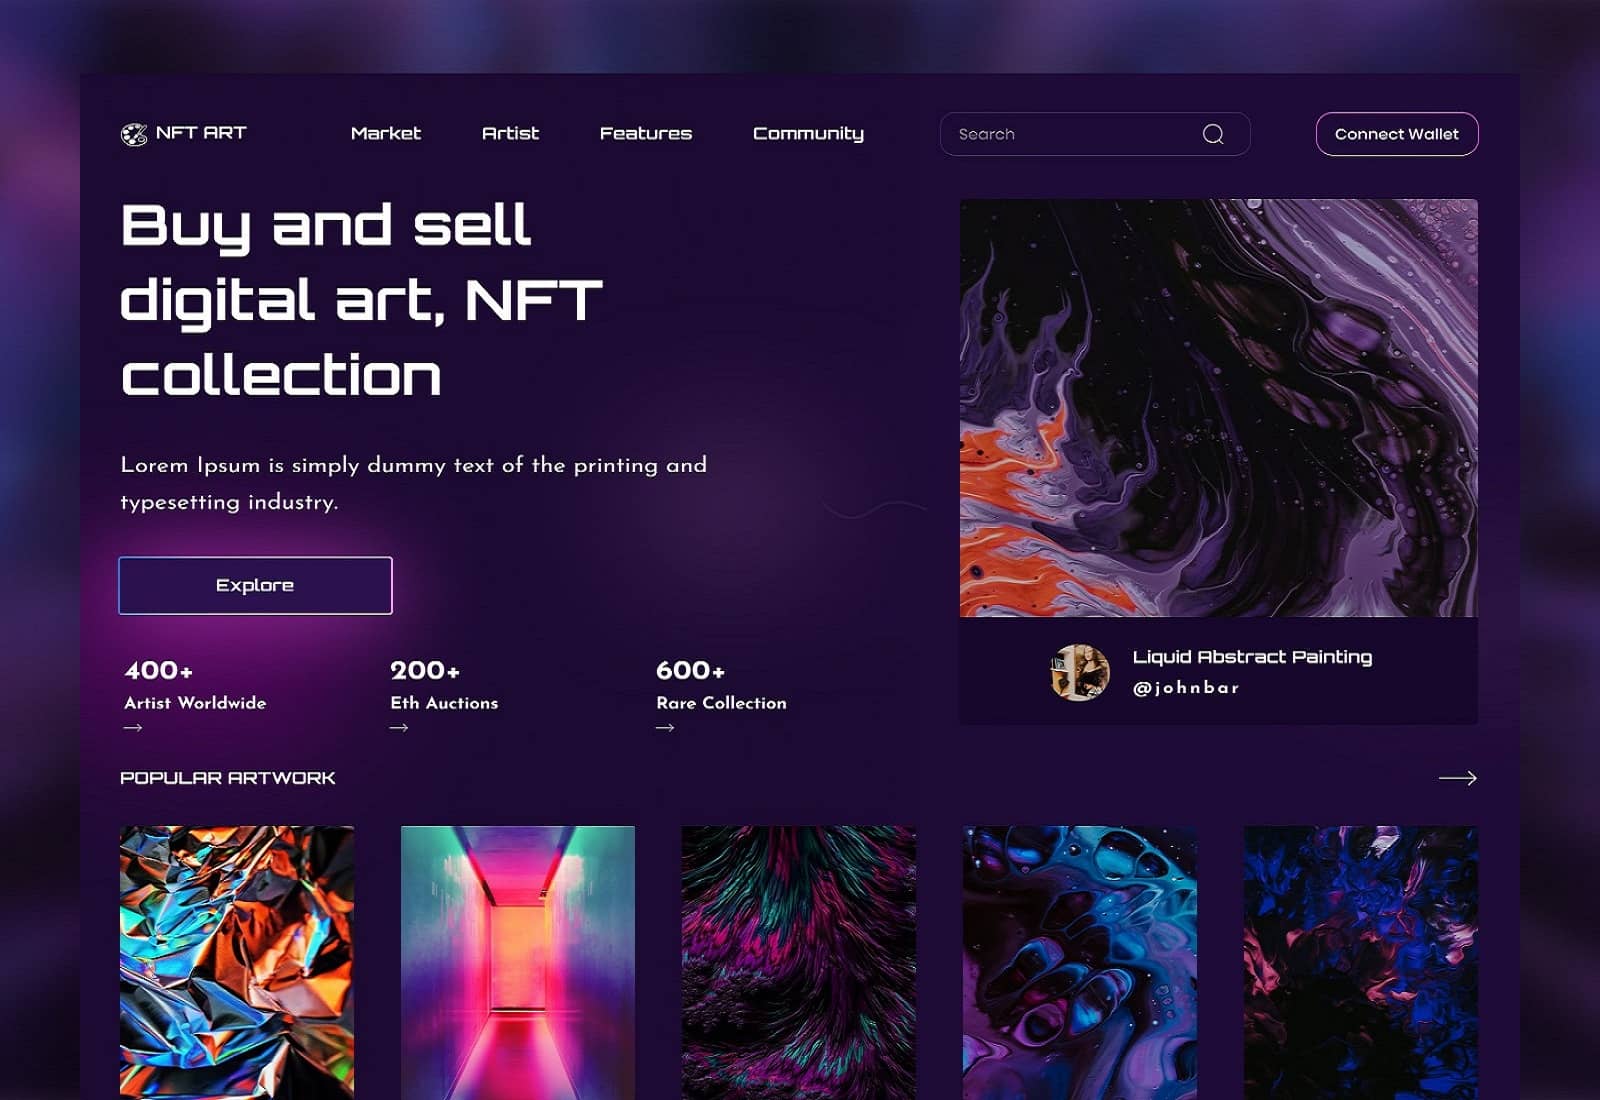 NFT ART
Market
Artist
Features
Community
Search
Connect Wallet
Buy and sell
digital art, NFT
collection
Lorem Ipsum is simply dummy text of the printing and
typesetting industry.
Explore
400+
Artist Worldwide
200+
Eth Auctions
600+
Rare Collection
Liquid Abstract Painting
@johnbar
POPULAR ARTWORK